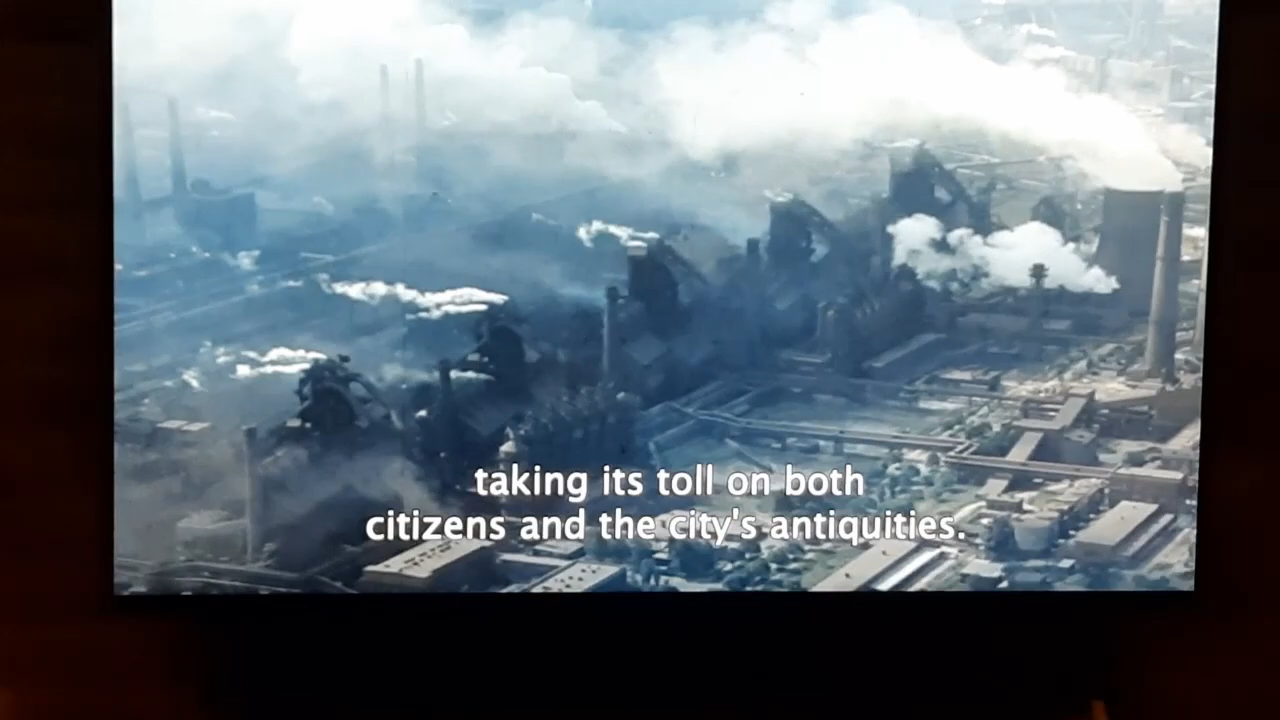 taking its toll on both
citizens and the city's antiquities.